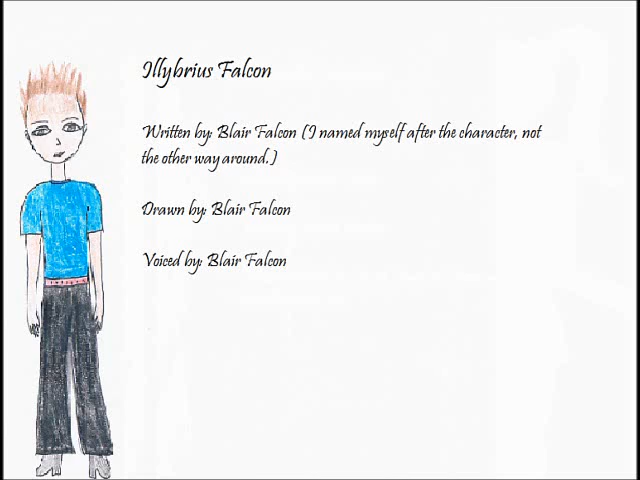 Illybrius Falcon
Written by: Blair Falcon (I named myself after the character, not
the other way around.)
Drawn by: Blair Falcon
Voiced by: Blair Falcon